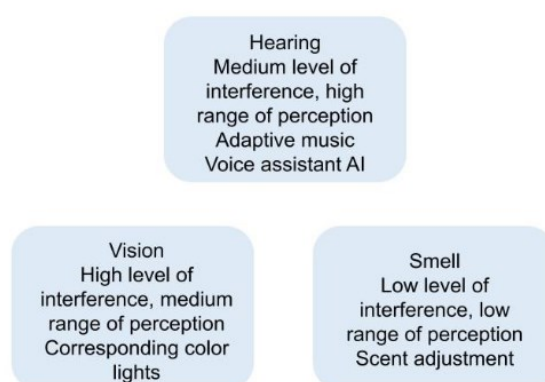 Hearing
Medium level of
interference, high
range of perception
Adaptive music
Voice assistant AI
Vision
High level of
interference, medium
range of perception
Corresponding color
lights
Smell
Low level of
interference, low
range of perception
Scent adjustment